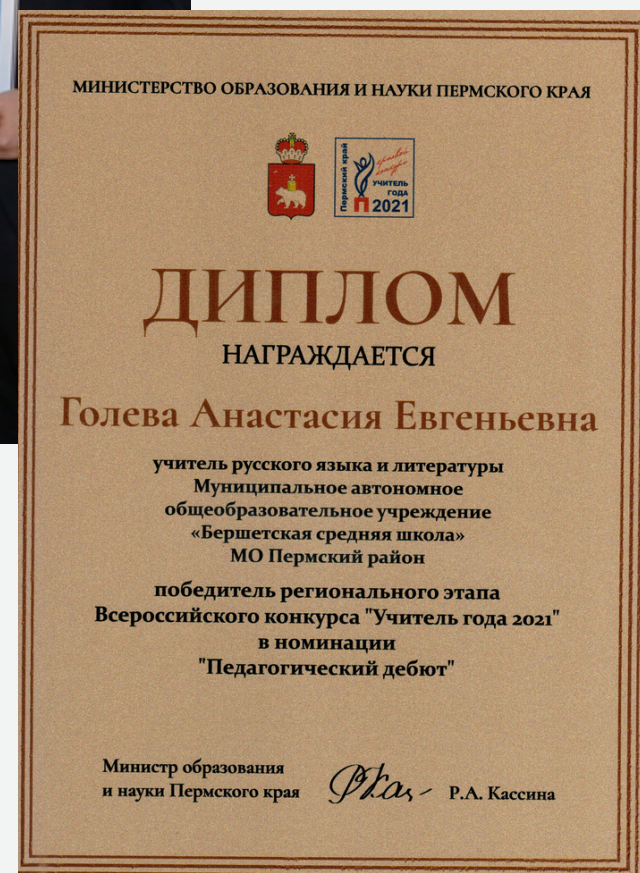 МИНИСТЕРСТВО ОБРАЗОВАНИЯ И НАУКИ ПЕРМСКОГО КРАЯ
Пермский край
краевой
конкурс
УЧИТЕЛЬ
ГОДА
П 2021
ДИПЛОМ
НАГРАЖДАЕТСЯ
Голева Анастасия Евгеньевна
учитель русского языка и литературы
Муниципальное автономное
общеобразовательное учреждение
«Бершетская средняя школа»
МО Пермский район
победитель регионального этапа
Всероссийского конкурса "Учитель года 2021"
в номинации
"Педагогический дебют"
Министр образования
и науки Пермского края
Р.А. Кассина